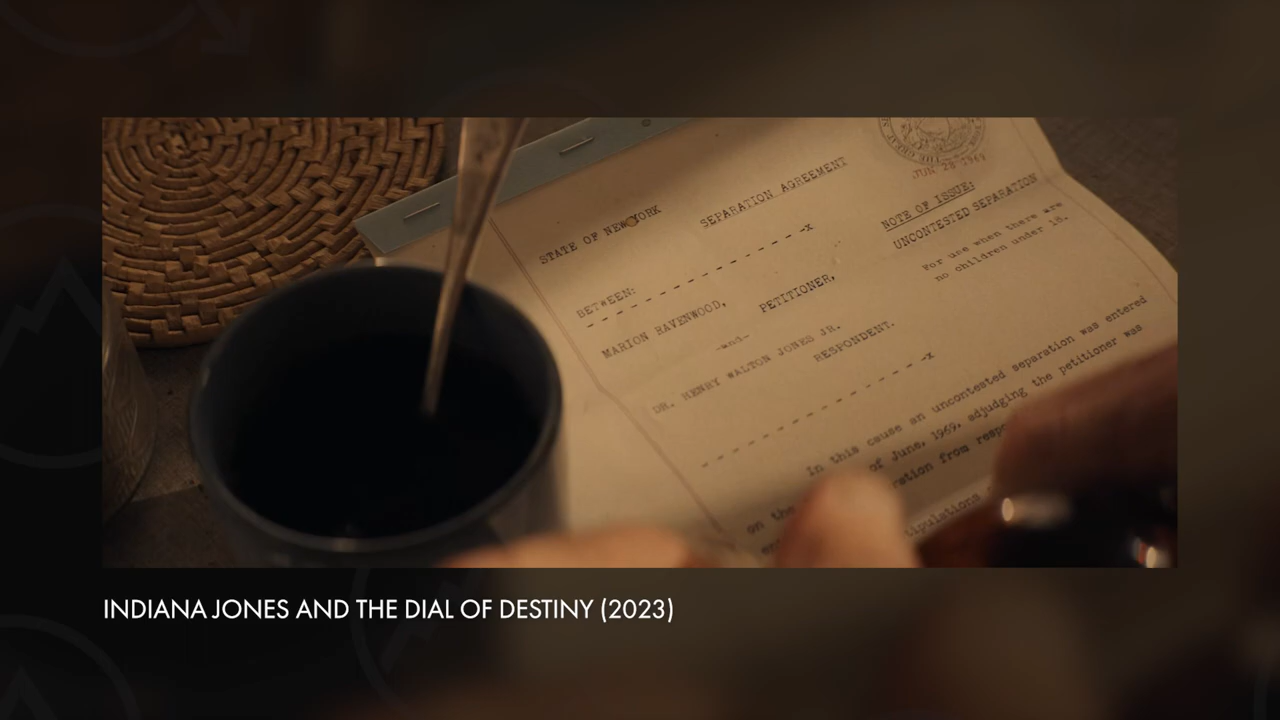 JUN 28 1969
STATE OF NEW YORK
SEPARATION AGREEMENT
NOTE OF ISSUE:
UNCONTESTED SEPARATION
For use when there are
no children under 18.
- - - - - - - - - - - - - - -x
BETWEEN:
MARION RAVENWOOD,
PETITIONER,
-and-
DR. HENRY WALTON JONES JR.
RESPONDENT.
- - - - - - - - - - - - - - -x
In this cause an uncontested separation was entered
on the of June, 1969, adjudging the petitioner was
from
INDIANA JONES AND THE DIAL OF DESTINY (2023)